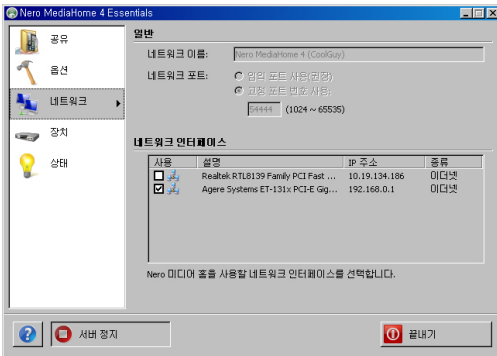 Nero MediaHome 4 Essentials
공유
옵션
네트워크
장치
상태
일반
네트워크 이름: Nero MediaHome 4 (CoolGuy)
네트워크 포트: 임의 포트 사용(권장)
고정 포트 번호 사용:
54444 (1024 ~ 65535)
네트워크 인터페이스
사용 설명 IP 주소 종류
Realtek RTL8139 Family PCI Fast ... 10.19.134.186 이더넷
Agere Systems ET-131x PCI-E Gig... 192.168.0.1 이더넷
Nero 미디어 홈을 사용할 네트워크 인터페이스를 선택합니다.
서버 정지
끝내기